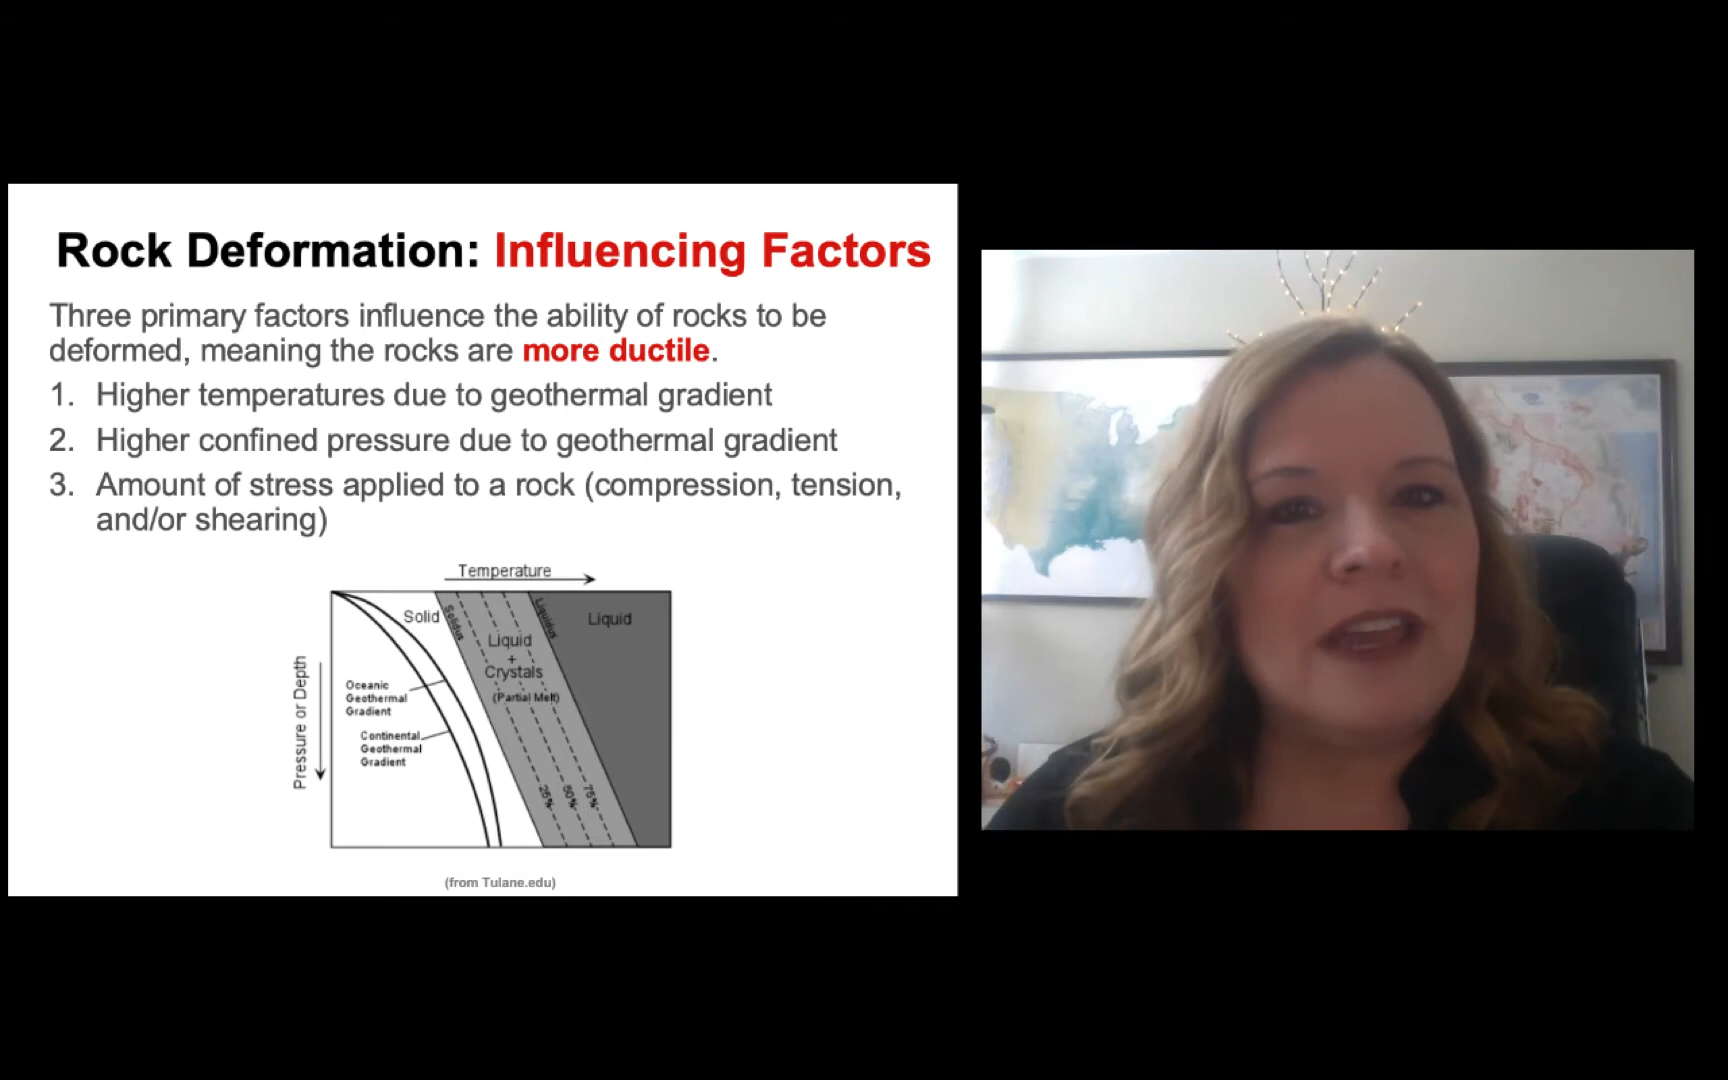 Rock Deformation: Influencing Factors
Three primary factors influence the ability of rocks to be
deformed, meaning the rocks are more ductile.
1. Higher temperatures due to geothermal gradient
2. Higher confined pressure due to geothermal gradient
3. Amount of stress applied to a rock (compression, tension,
and/or shearing)
Temperature
Pressure or Depth
Solid
Solidus
Liquid
+
Crystals
(Partial Melt)
Liquidus
Liquid
Oceanic
Geothermal
Gradient
Continental
Geothermal
Gradient
25%
50%
75%
(from Tulane.edu)